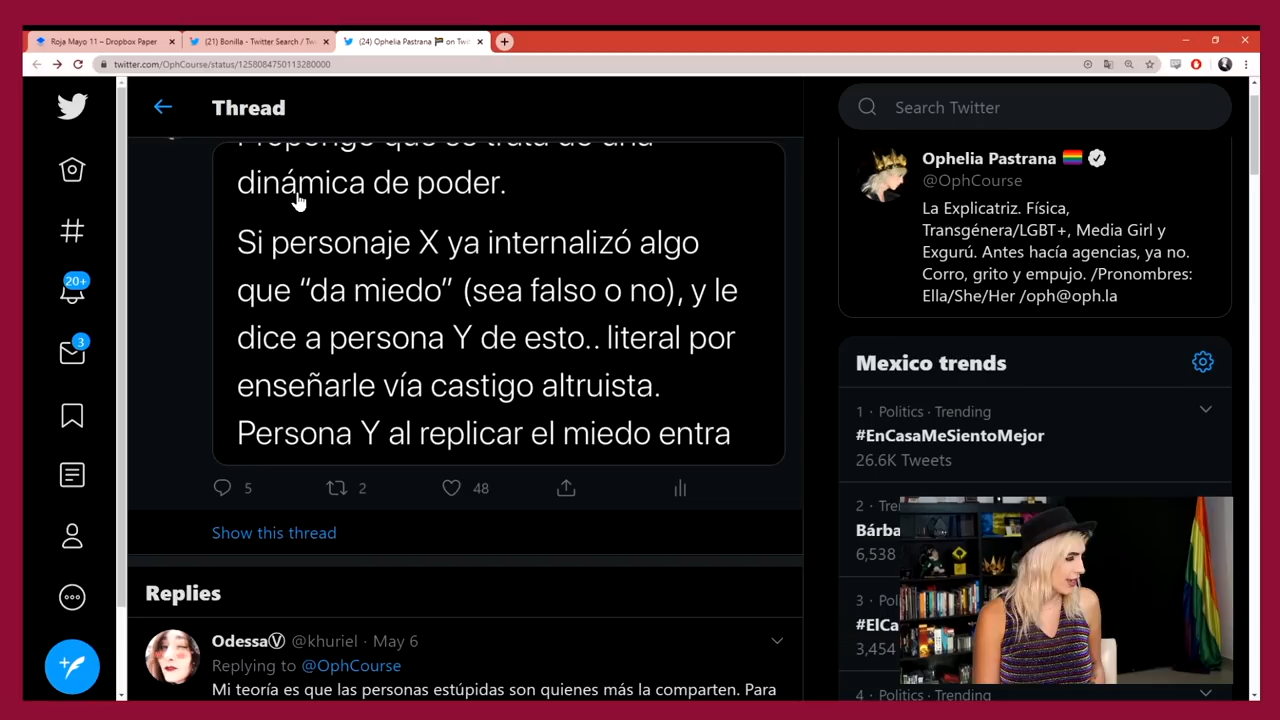 Roja Mayo 11 – Dropbox Paper
(21) Bonilla - Twitter Search / Tw
(24) Ophelia Pastrana
on Twi
twitter.com/OphCourse/status/1258084750113280000
Thread
Search Twitter
dinámica de poder.
Si personaje X ya internalizó algo
que “da miedo” (sea falso o no), y le
dice a persona Y de esto.. literal por
enseñarle vía castigo altruista.
Persona Y al replicar el miedo entra
5
2
48
Show this thread
Replies
OdessaⓋ @khuriel · May 6
Replying to @OphCourse
Mi teoría es que las personas estúpidas son quienes más la comparten. Para
20+
3
Ophelia Pastrana
@OphCourse
La Explicatriz. Física,
Transgénera/LGBT+, Media Girl y
Exgurú. Antes hacía agencias, ya no.
Corro, grito y empujo. /Pronombres:
Ella/She/Her /oph@oph.la
Mexico trends
1 · Politics · Trending
#EnCasaMeSientoMejor
26.6K Tweets
2 · Tre
Bárba
6,538
3 · Pol
#ElCa
3,454
4 · Politics · Trending